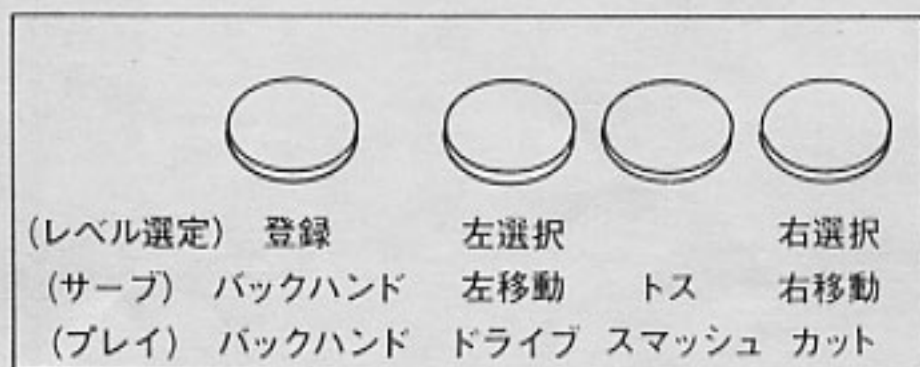 (レベル選定) 登録 左選択 右選択
(サーブ) バックハンド 左移動 トス 右移動
(プレイ) バックハンド ドライブ スマッシュ カット